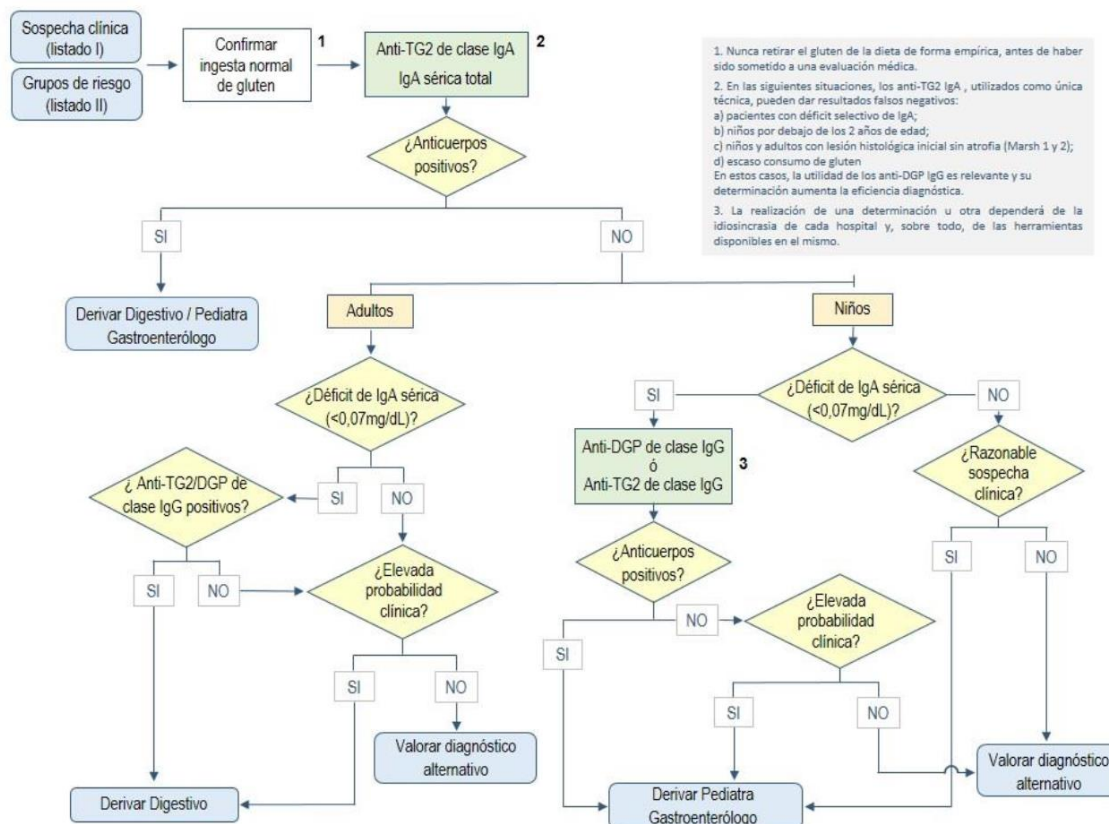 Sospecha clínica
(listado I)
Grupos de riesgo
(listado II)
Confirmar
ingesta normal
de gluten
1
Anti-TG2 de clase IgA
IgA sérica total
2
1. Nunca retirar el gluten de la dieta de forma empírica, antes de haber
sido sometido a una evaluación médica.
2. En las siguientes situaciones, los anti-TG2 IgA , utilizados como única
técnica, pueden dar resultados falsos negativos:
a) pacientes con déficit selectivo de IgA;
b) niños por debajo de los 2 años de edad;
c) niños y adultos con lesión histológica inicial sin atrofia (Marsh 1 y 2);
d) escaso consumo de gluten
En estos casos, la utilidad de los anti-DGP IgG es relevante y su
determinación aumenta la eficiencia diagnóstica.
3. La realización de una determinación u otra dependerá de la
idiosincrasia de cada hospital y, sobre todo, de las herramientas
disponibles en el mismo.
¿Anticuerpos
positivos?
SI
NO
Derivar Digestivo / Pediatra
Gastroenterólogo
Adultos
Niños
¿Déficit de IgA sérica
(<0,07mg/dL)?
SI
NO
¿ Anti-TG2/DGP de
clase IgG positivos?
SI
NO
¿Elevada
probabilidad
clínica?
SI
NO
Valorar diagnóstico
alternativo
Derivar Digestivo
¿Déficit de IgA sérica
(<0,07mg/dL)?
SI
NO
Anti-DGP de clase IgG
ó
Anti-TG2 de clase IgG
3
¿Razonable
sospecha
clínica?
SI
NO
¿Anticuerpos
positivos?
SI
NO
¿Elevada
probabilidad
clínica?
SI
NO
Derivar Pediatra
Gastroenterólogo
Valorar diagnóstico
alternativo